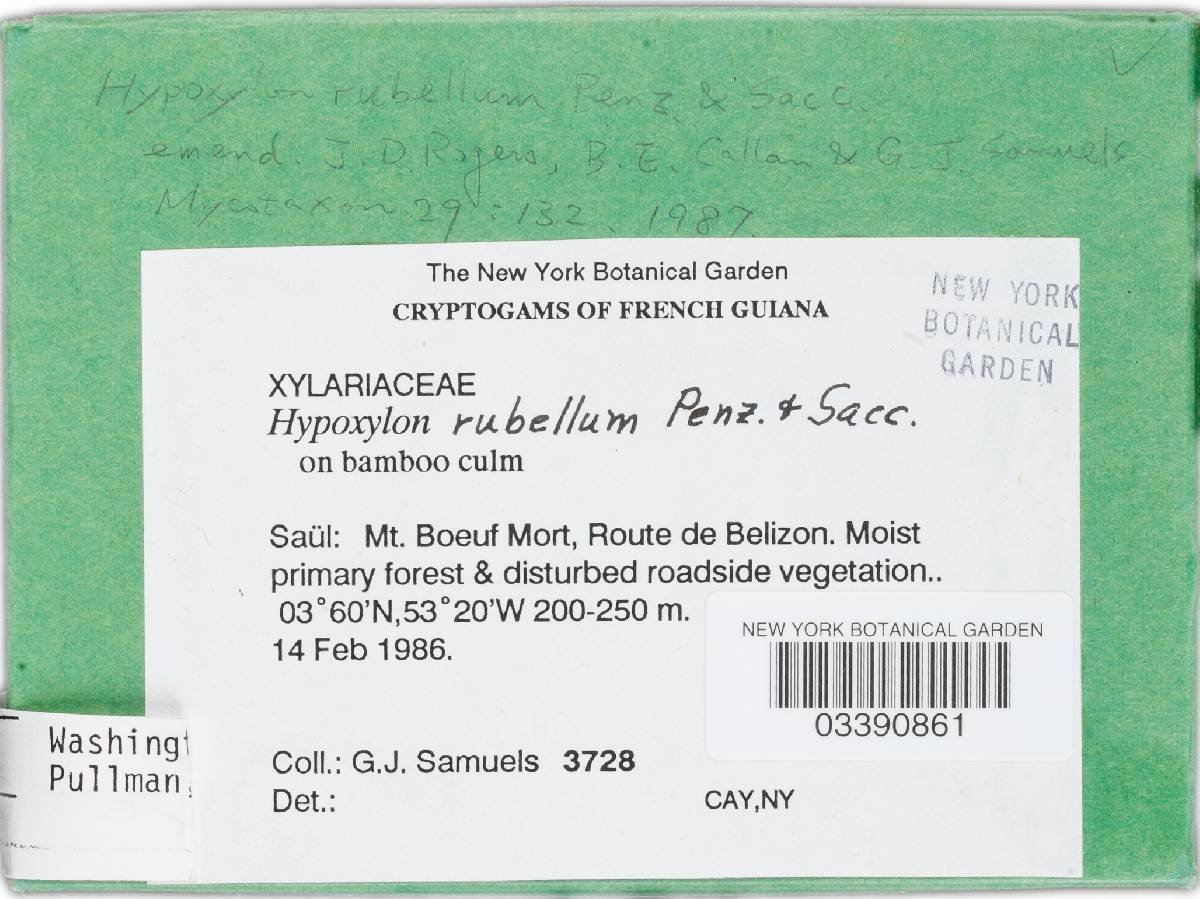 Hypoxylon rubellum Penz. & Sacc.
emend. J. D. Rogers, B. E. Callan & G. J. Samuels
Mycotaxon 29 : 132, 1987.
The New York Botanical Garden
CRYPTOGAMS OF FRENCH GUIANA
NEW YORK
BOTANICAL
GARDEN
XYLARIACEAE
Hypoxylon rubellum Penz. & Sacc.
on bamboo culm
Saül: Mt. Boeuf Mort, Route de Belizon. Moist
primary forest & disturbed roadside vegetation..
03°60'N,53°20'W 200-250 m.
14 Feb 1986.
NEW YORK BOTANICAL GARDEN
03390861
Coll.: G.J. Samuels 3728
Det.:
CAY,NY
Washingt
Pullman,